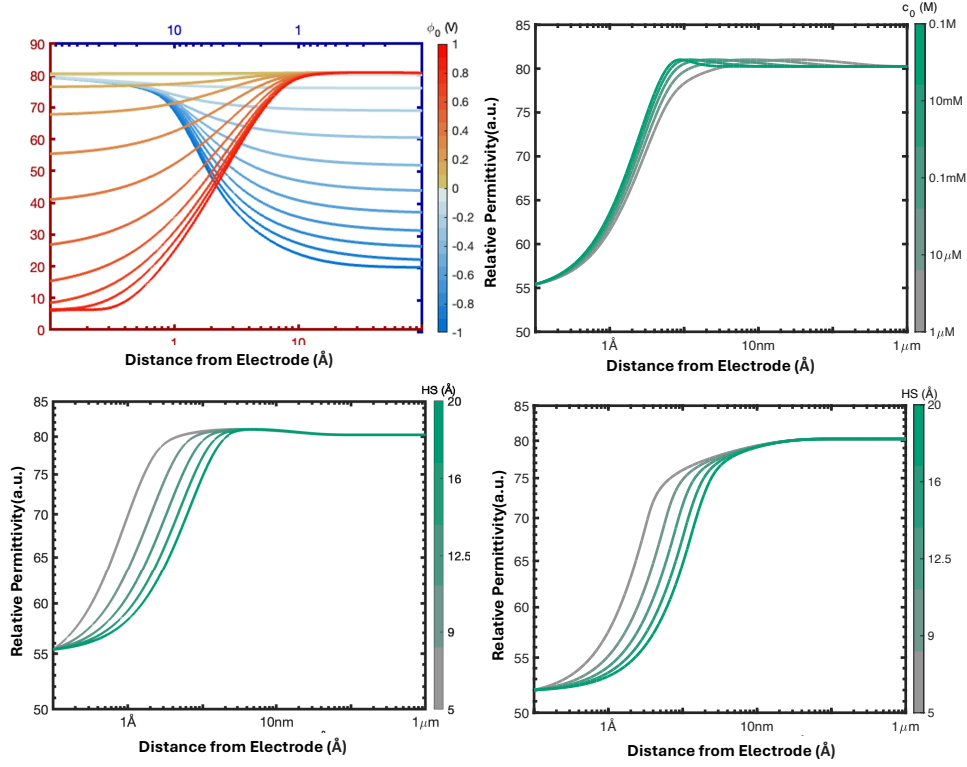 10 1 ϕ₀ (V)
90
80
70
60
50
40
30
20
10
0
1
0.8
0.6
0.4
0.2
0
-0.2
-0.4
-0.6
-0.8
-1
1 10
Distance from Electrode (Å)
c₀ (M)
85
80
75
70
65
60
55
50
Relative Permittivity(a.u.)
0.1M
10mM
0.1mM
10μM
1μM
1Å 10nm 1μm
Distance from Electrode (Å)
HS (Å)
85
80
75
70
65
60
55
50
Relative Permittivity(a.u.)
20
16
12.5
9
5
1Å 10nm 1μm
Distance from Electrode (Å)
HS (Å)
85
80
75
70
65
60
55
50
Relative Permittivity(a.u.)
20
16
12.5
9
5
1Å 10nm 1μm
Distance from Electrode (Å)